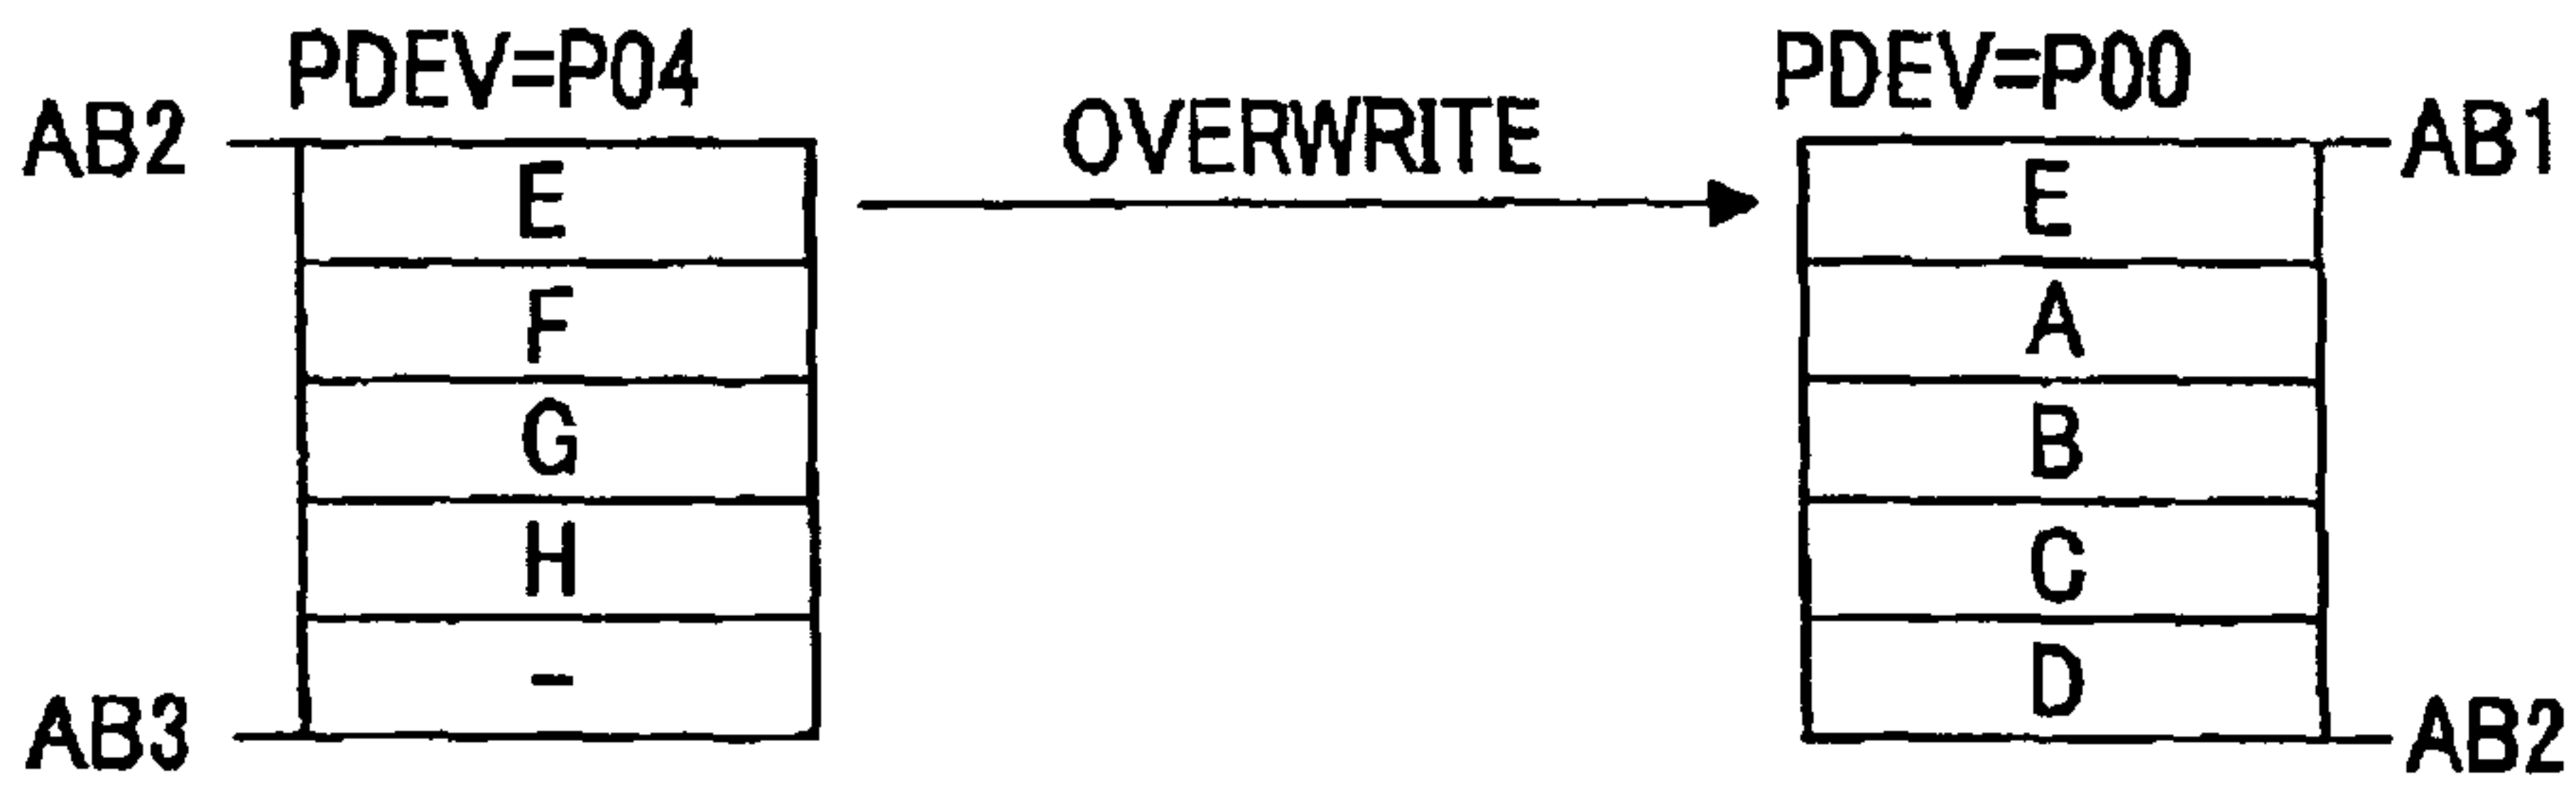 PDEV=P04
PDEV=P00
AB2
OVERWRITE
AB1
E
E
F
A
G
B
H
C
-
D
AB3
AB2